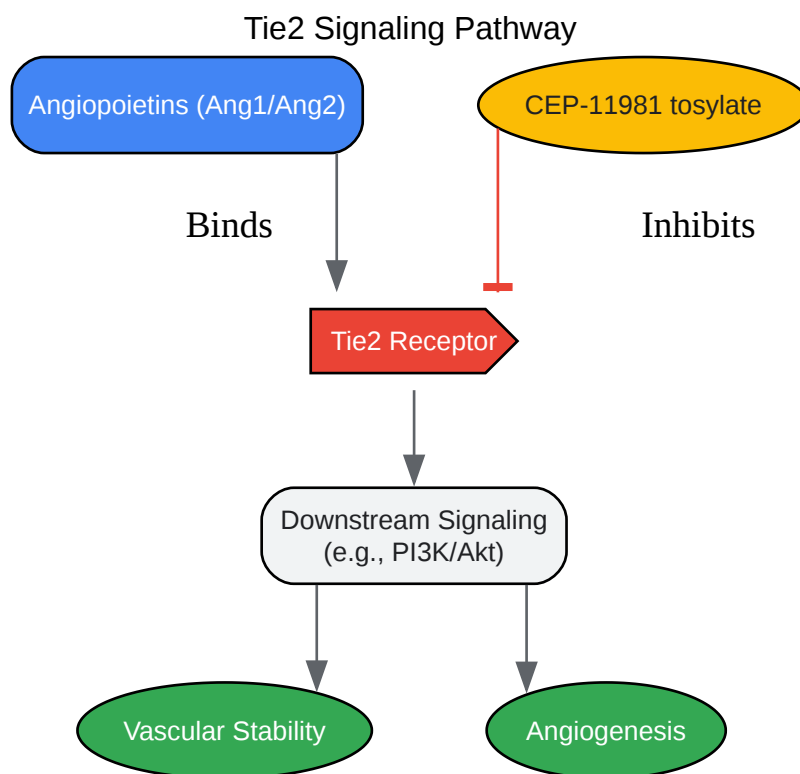 Tie2 Signaling Pathway
Angiopoietins (Ang1/Ang2)
CEP-11981 tosylate
Binds
Inhibits
Tie2 Receptor
Downstream Signaling
(e.g., PI3K/Akt)
Vascular Stability
Angiogenesis